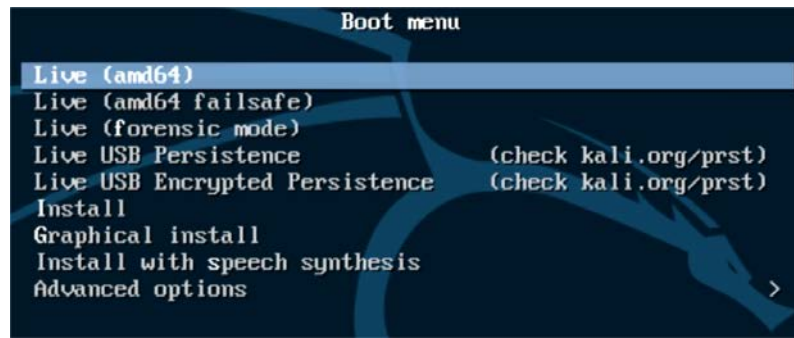 Boot menu
Live (amd64)
Live (amd64 failsafe)
Live (forensic mode)
Live USB Persistence (check kali.org/prst)
Live USB Encrypted Persistence (check kali.org/prst)
Install
Graphical install
Install with speech synthesis
Advanced options >